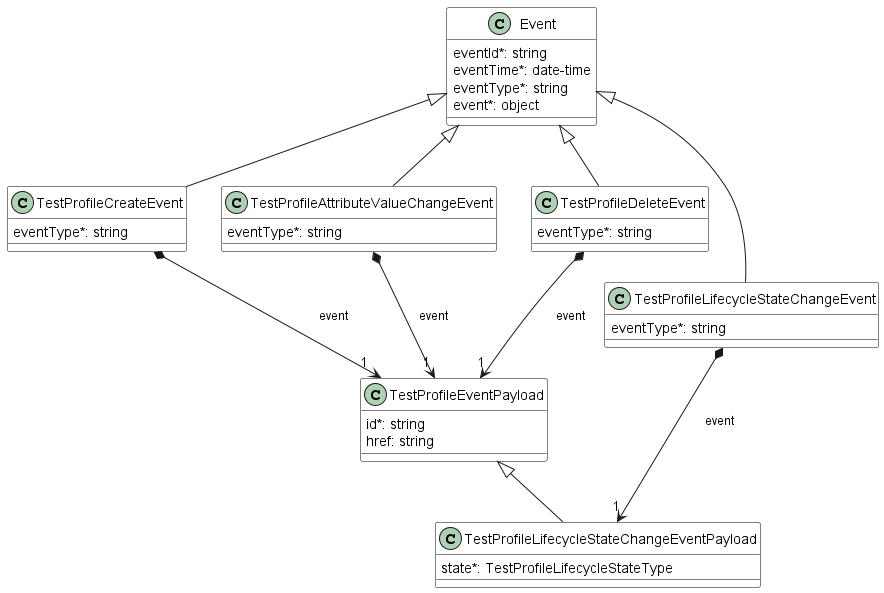 C Event
eventId*: string
eventTime*: date-time
eventType*: string
event*: object
C TestProfileCreateEvent
eventType*: string
C TestProfileAttributeValueChangeEvent
eventType*: string
C TestProfileDeleteEvent
eventType*: string
C TestProfileLifecycleStateChangeEvent
eventType*: string
event
event
event
1
1
1
C TestProfileEventPayload
id*: string
href: string
event
1
C TestProfileLifecycleStateChangeEventPayload
state*: TestProfileLifecycleStateType